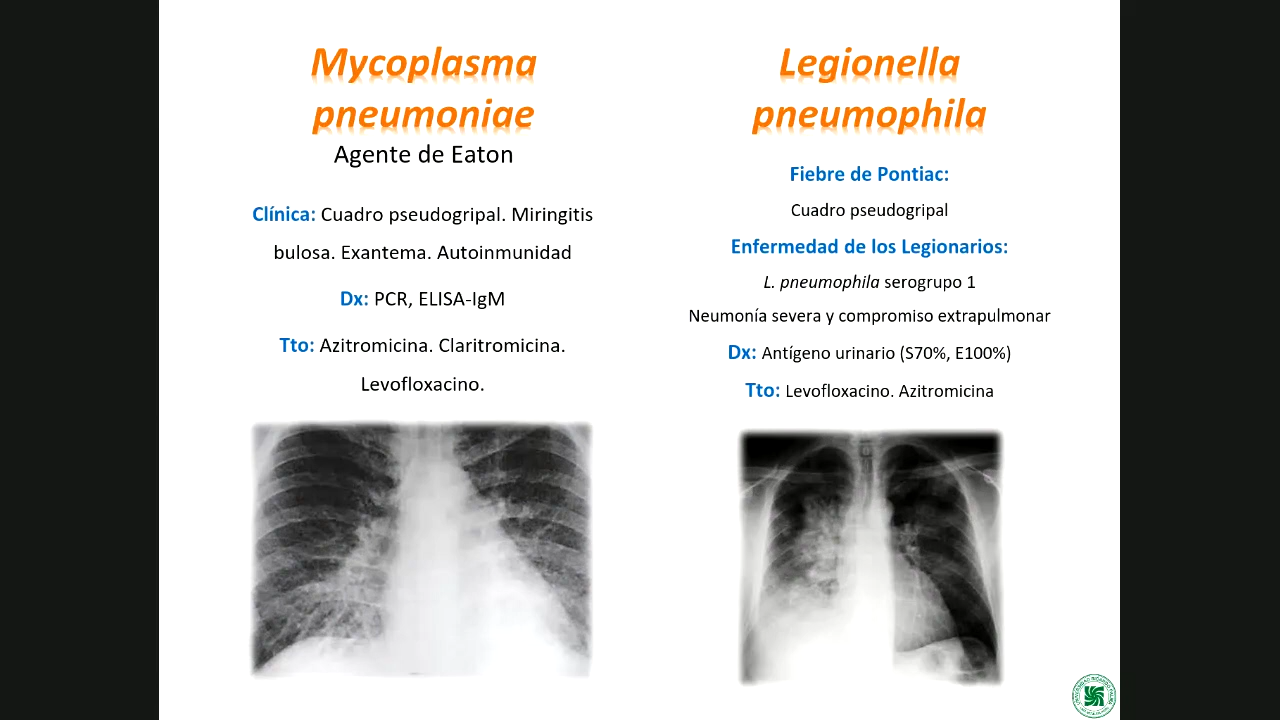 Mycoplasma
pneumoniae
Agente de Eaton
Clínica: Cuadro pseudogripal. Miringitis
bulosa. Exantema. Autoinmunidad
Dx: PCR, ELISA-IgM
Tto: Azitromicina. Claritromicina.
Levofloxacino.
Legionella
pneumophila
Fiebre de Pontiac:
Cuadro pseudogripal
Enfermedad de los Legionarios:
L. pneumophila serogrupo 1
Neumonía severa y compromiso extrapulmonar
Dx: Antígeno urinario (S70%, E100%)
Tto: Levofloxacino. Azitromicina